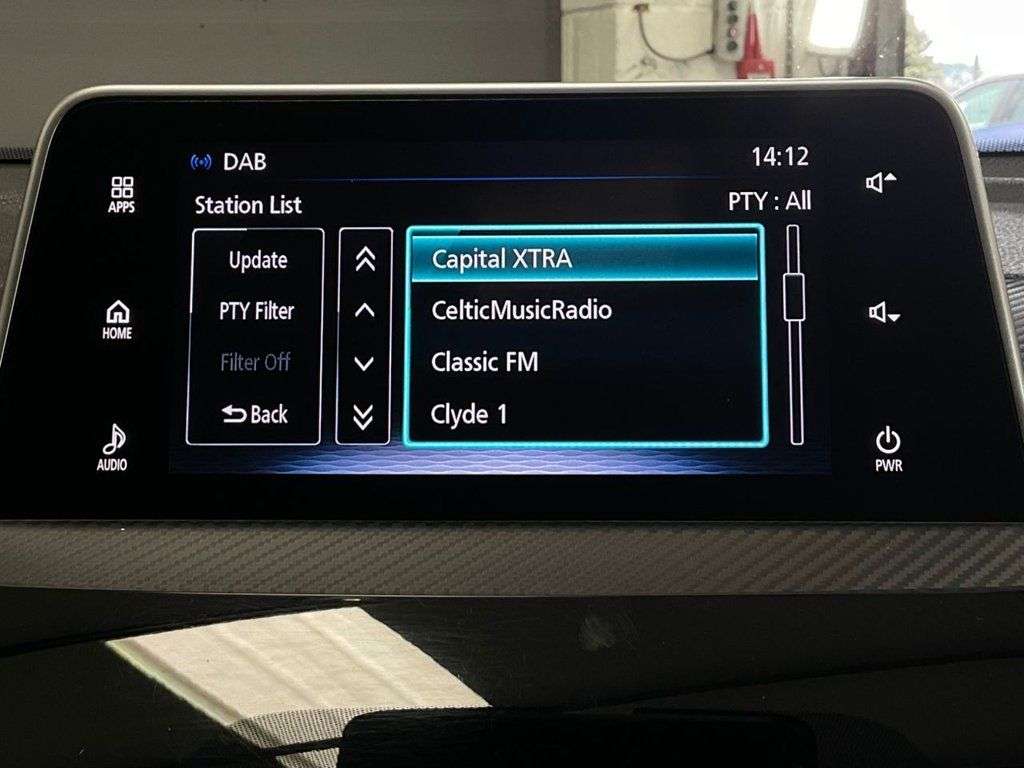 DAB
14:12
Station List
PTY : All
APPS
HOME
AUDIO
Update
PTY Filter
Filter Off
Back
Capital XTRA
CelticMusicRadio
Classic FM
Clyde 1
PWR